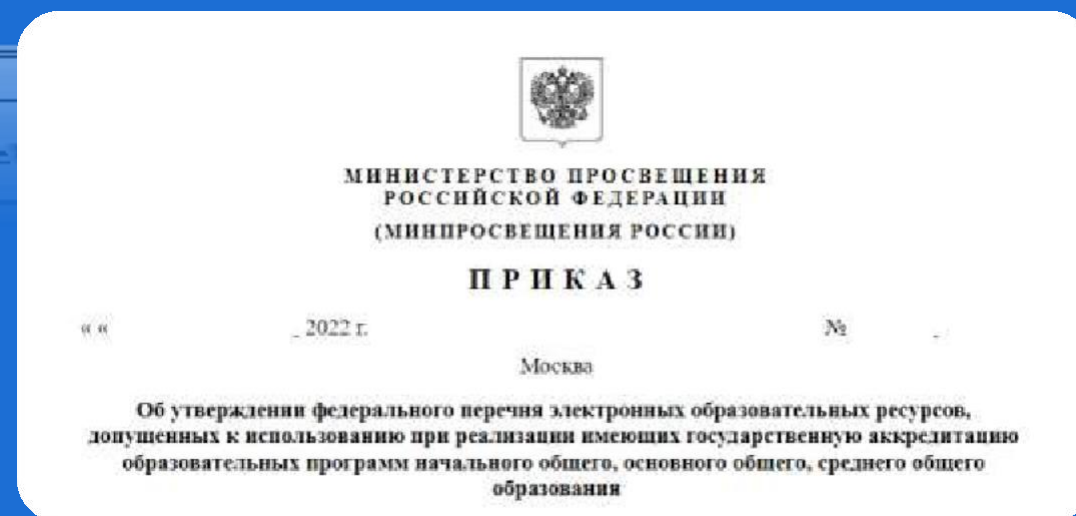 МИНИСТЕРСТВО ПРОСВЕЩЕНИЯ
РОССИЙСКОЙ ФЕДЕРАЦИИ
(МИНПРОСВЕЩЕНИЯ РОССИИ)
ПРИКАЗ
« « _ 2022 г. № _
Москва
Об утверждении федерального перечня электронных образовательных ресурсов,
допущенных к использованию при реализации имеющих государственную аккредитацию
образовательных программ начального общего, основного общего, среднего общего
образования